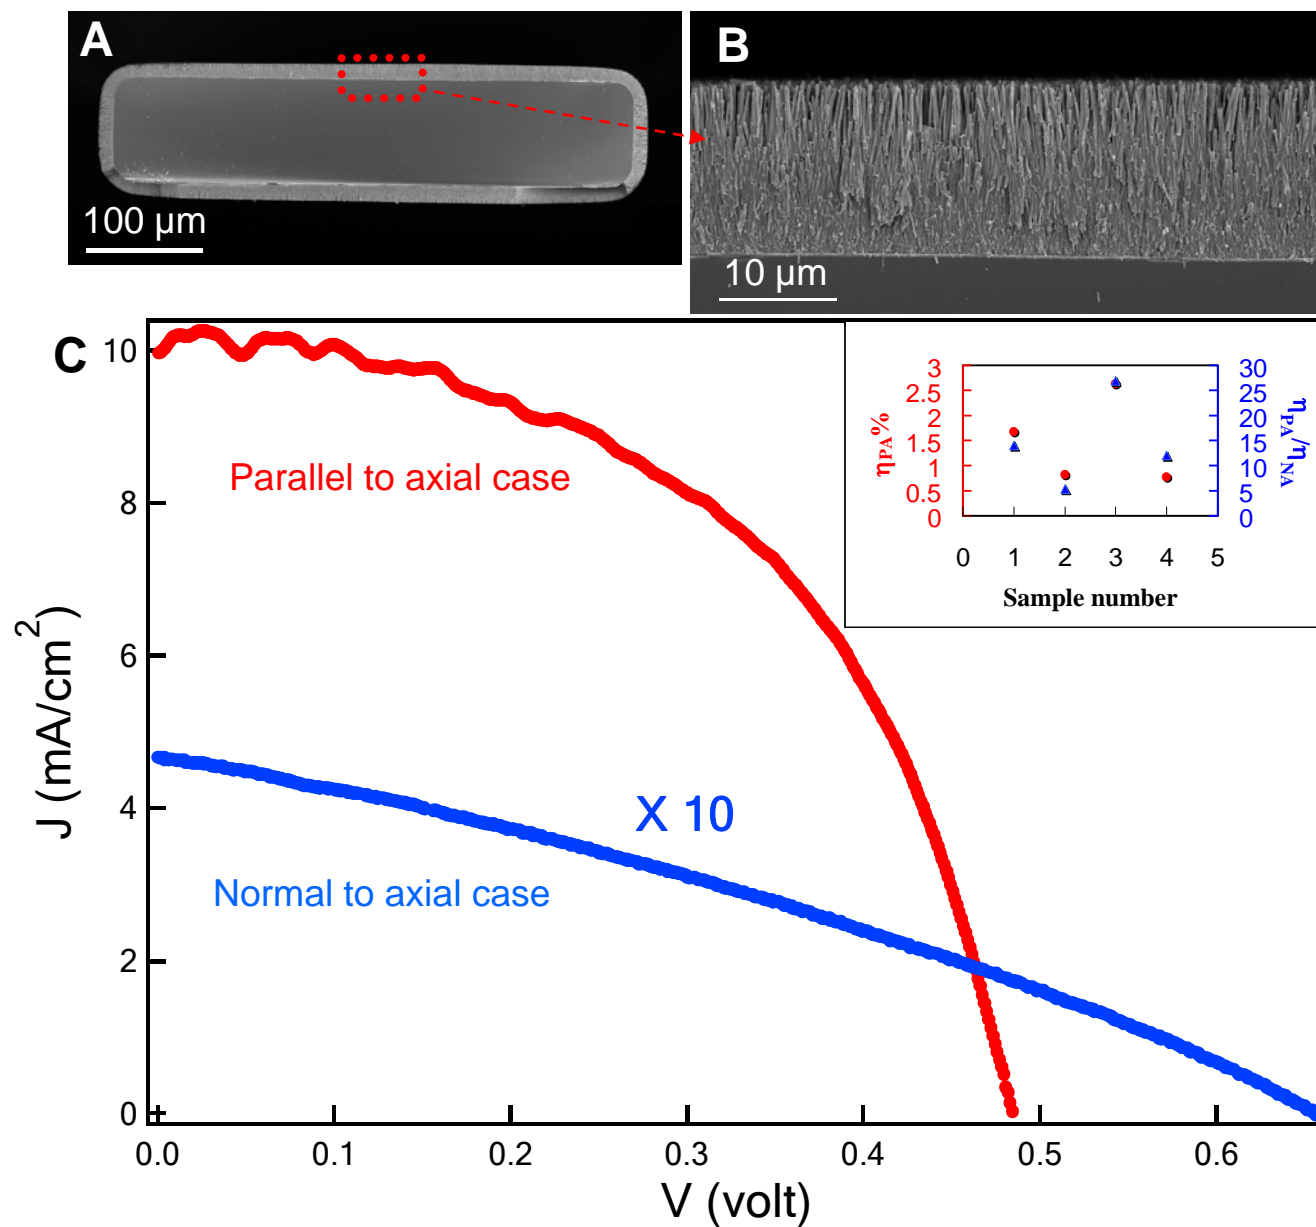 A
100 μm
B
10 μm
C
10
8
6
4
2
0
J (mA/cm²)
0.0 0.1 0.2 0.3 0.4 0.5 0.6
V (volt)
Parallel to axial case
X 10
Normal to axial case
3
2.5
2
1.5
1
0.5
0
ηPA%
30
25
20
15
10
5
0
ηPA/ηNA
0 1 2 3 4 5
Sample number